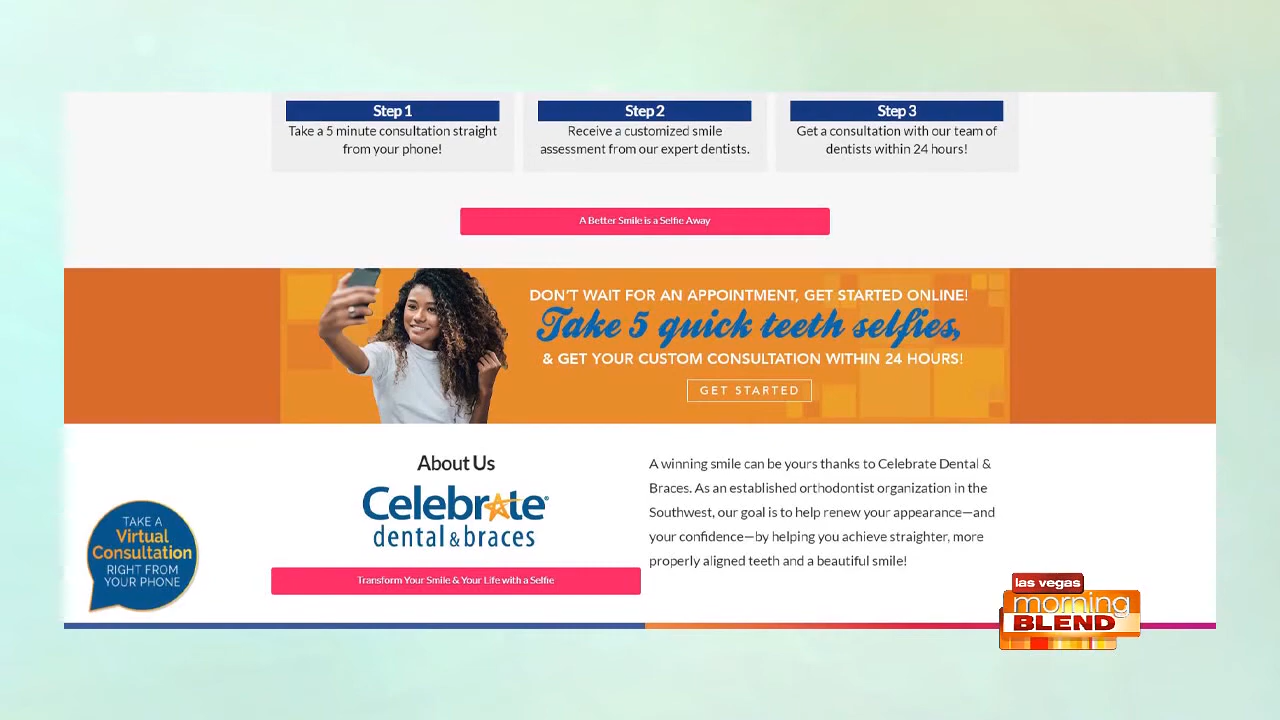 Step 1
Take a 5 minute consultation straight
from your phone!
Step 2
Receive a customized smile
assessment from our expert dentists.
Step 3
Get a consultation with our team of
dentists within 24 hours!
A Better Smile is a Selfie Away
DON'T WAIT FOR AN APPOINTMENT, GET STARTED ONLINE!
Take 5 quick teeth selfies,
& GET YOUR CUSTOM CONSULTATION WITHIN 24 HOURS!
GET STARTED
About Us
Celebrate®
dental & braces
Transform Your Smile & Your Life with a Selfie
A winning smile can be yours thanks to Celebrate Dental &
Braces. As an established orthodontist organization in the
Southwest, our goal is to help renew your appearance—and
your confidence—by helping you achieve straighter, more
properly aligned teeth and a beautiful smile!
TAKE A
Virtual
Consultation
RIGHT FROM
YOUR PHONE
las vegas
morning
BLEND